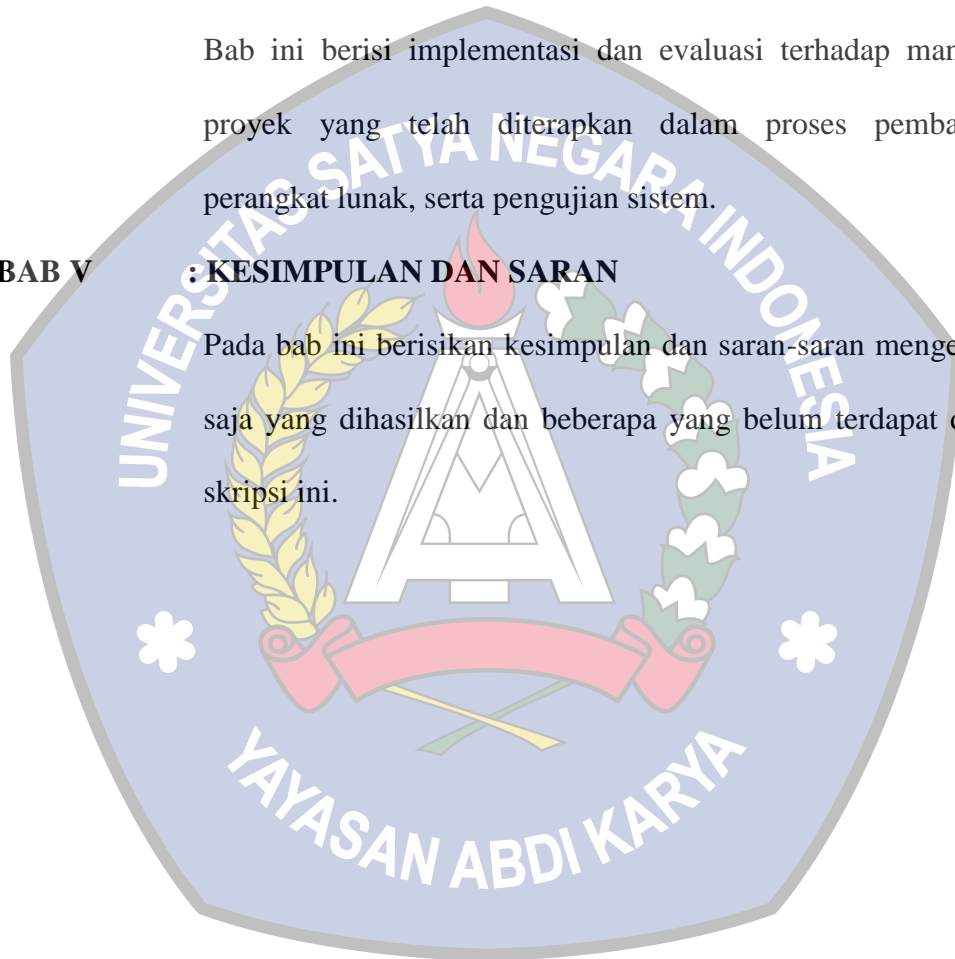 Bab ini berisi implementasi dan evaluasi terhadap
proyek yang telah diterapkan dalam proses
perangkat lunak, serta pengujian sistem.
BAB V : KESIMPULAN DAN SARAN
Pada bab ini berisikan kesimpulan dan saran-saran
saja yang dihasilkan dan beberapa yang belum terdapat
skripsi ini.
UNIVERSITAS SATYA NEGARA INDONESIA
YAYASAN ABDI KARYA